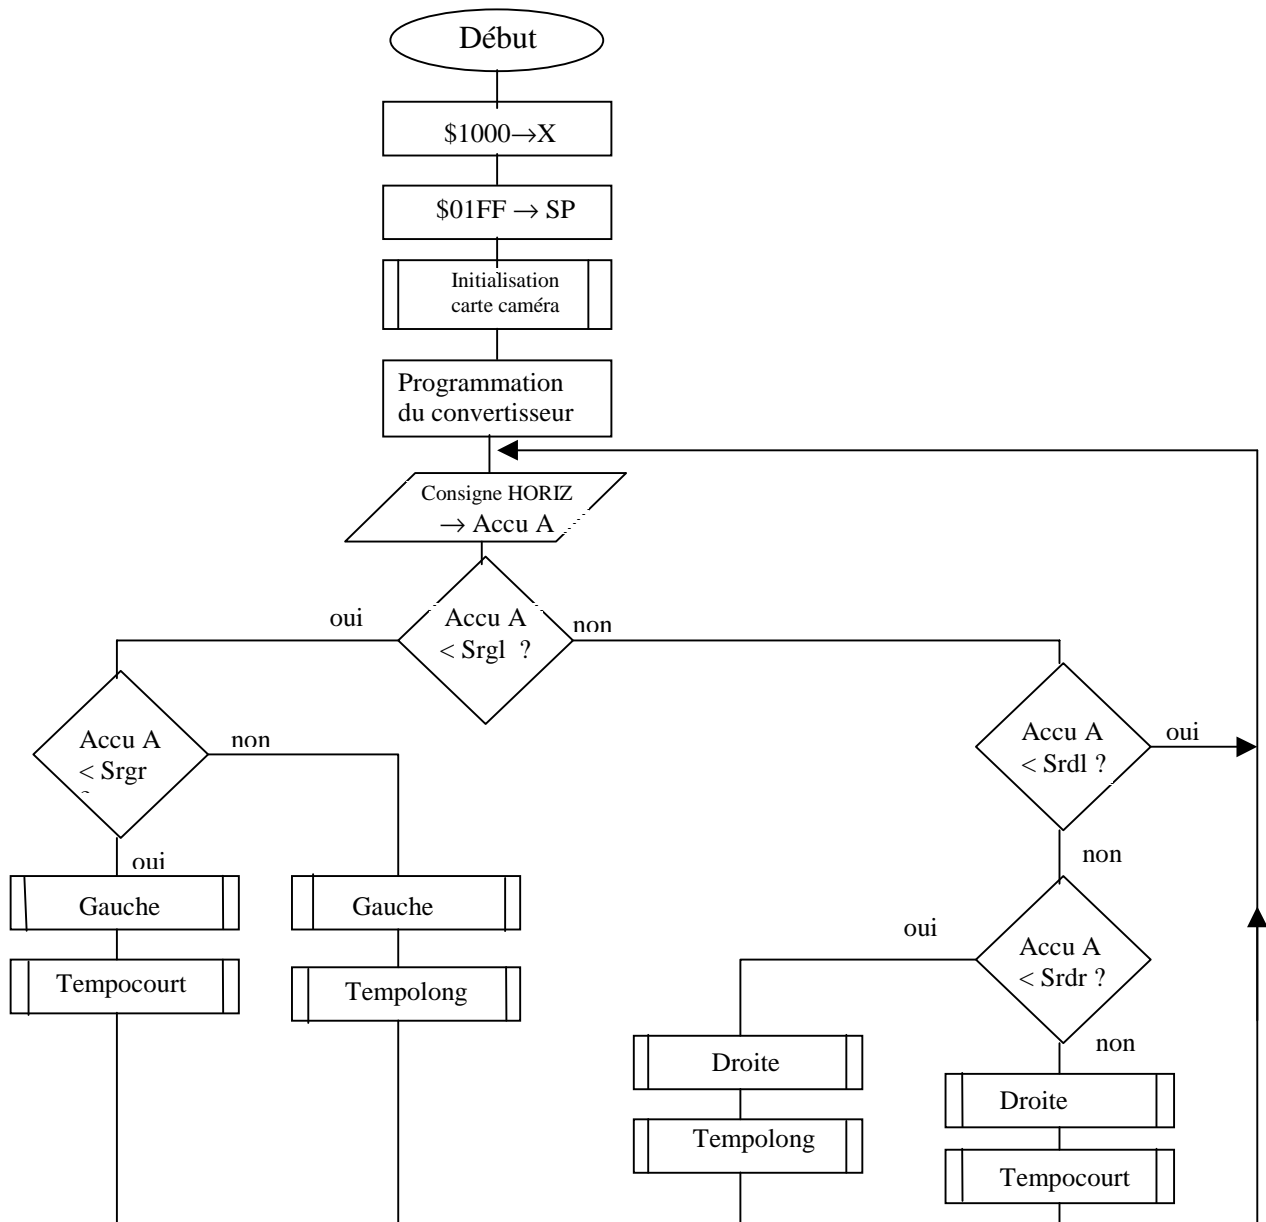 Début
$1000→X
$01FF → SP
Initialisation
carte caméra
Programmation
du convertisseur
Consigne HORIZ
→ Accu A
Accu A
< Srgl ?
oui
non
Accu A
< Srgr
non
oui
Accu A
< Srdl ?
oui
non
Gauche
Tempocourt
Gauche
Tempolong
Accu A
< Srdr ?
oui
non
Droite
Tempolong
Droite
Tempocourt